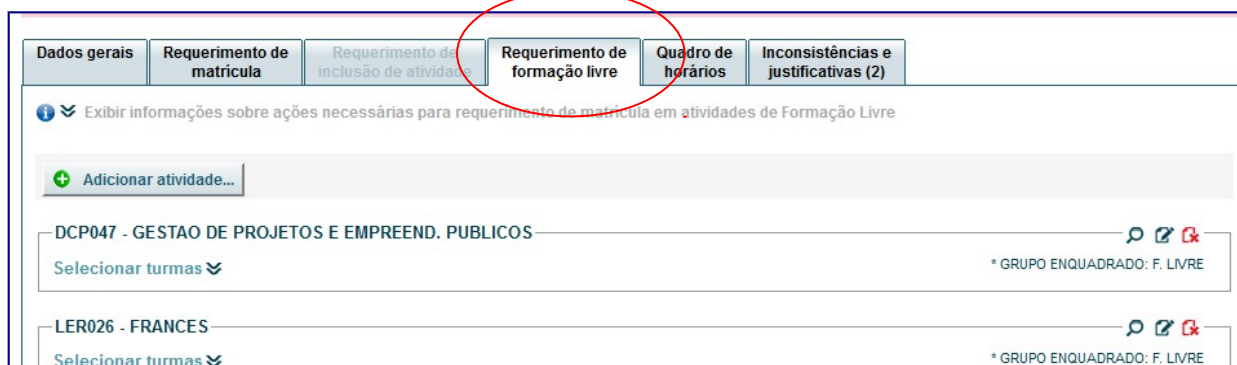 Dados gerais
Requerimento de
matrícula
Requerimento de
inclusão de atividade
Requerimento de
formação livre
Quadro de
horários
Inconsistências e
justificativas (2)
Exibir informações sobre ações necessárias para requerimento de matrícula em atividades de Formação Livre
Adicionar atividade...
DCP047 - GESTAO DE PROJETOS E EMPREEND. PUBLICOS
Selecionar turmas
* GRUPO ENQUADRADO: F. LIVRE
LER026 - FRANCES
Selecionar turmas
* GRUPO ENQUADRADO: F. LIVRE